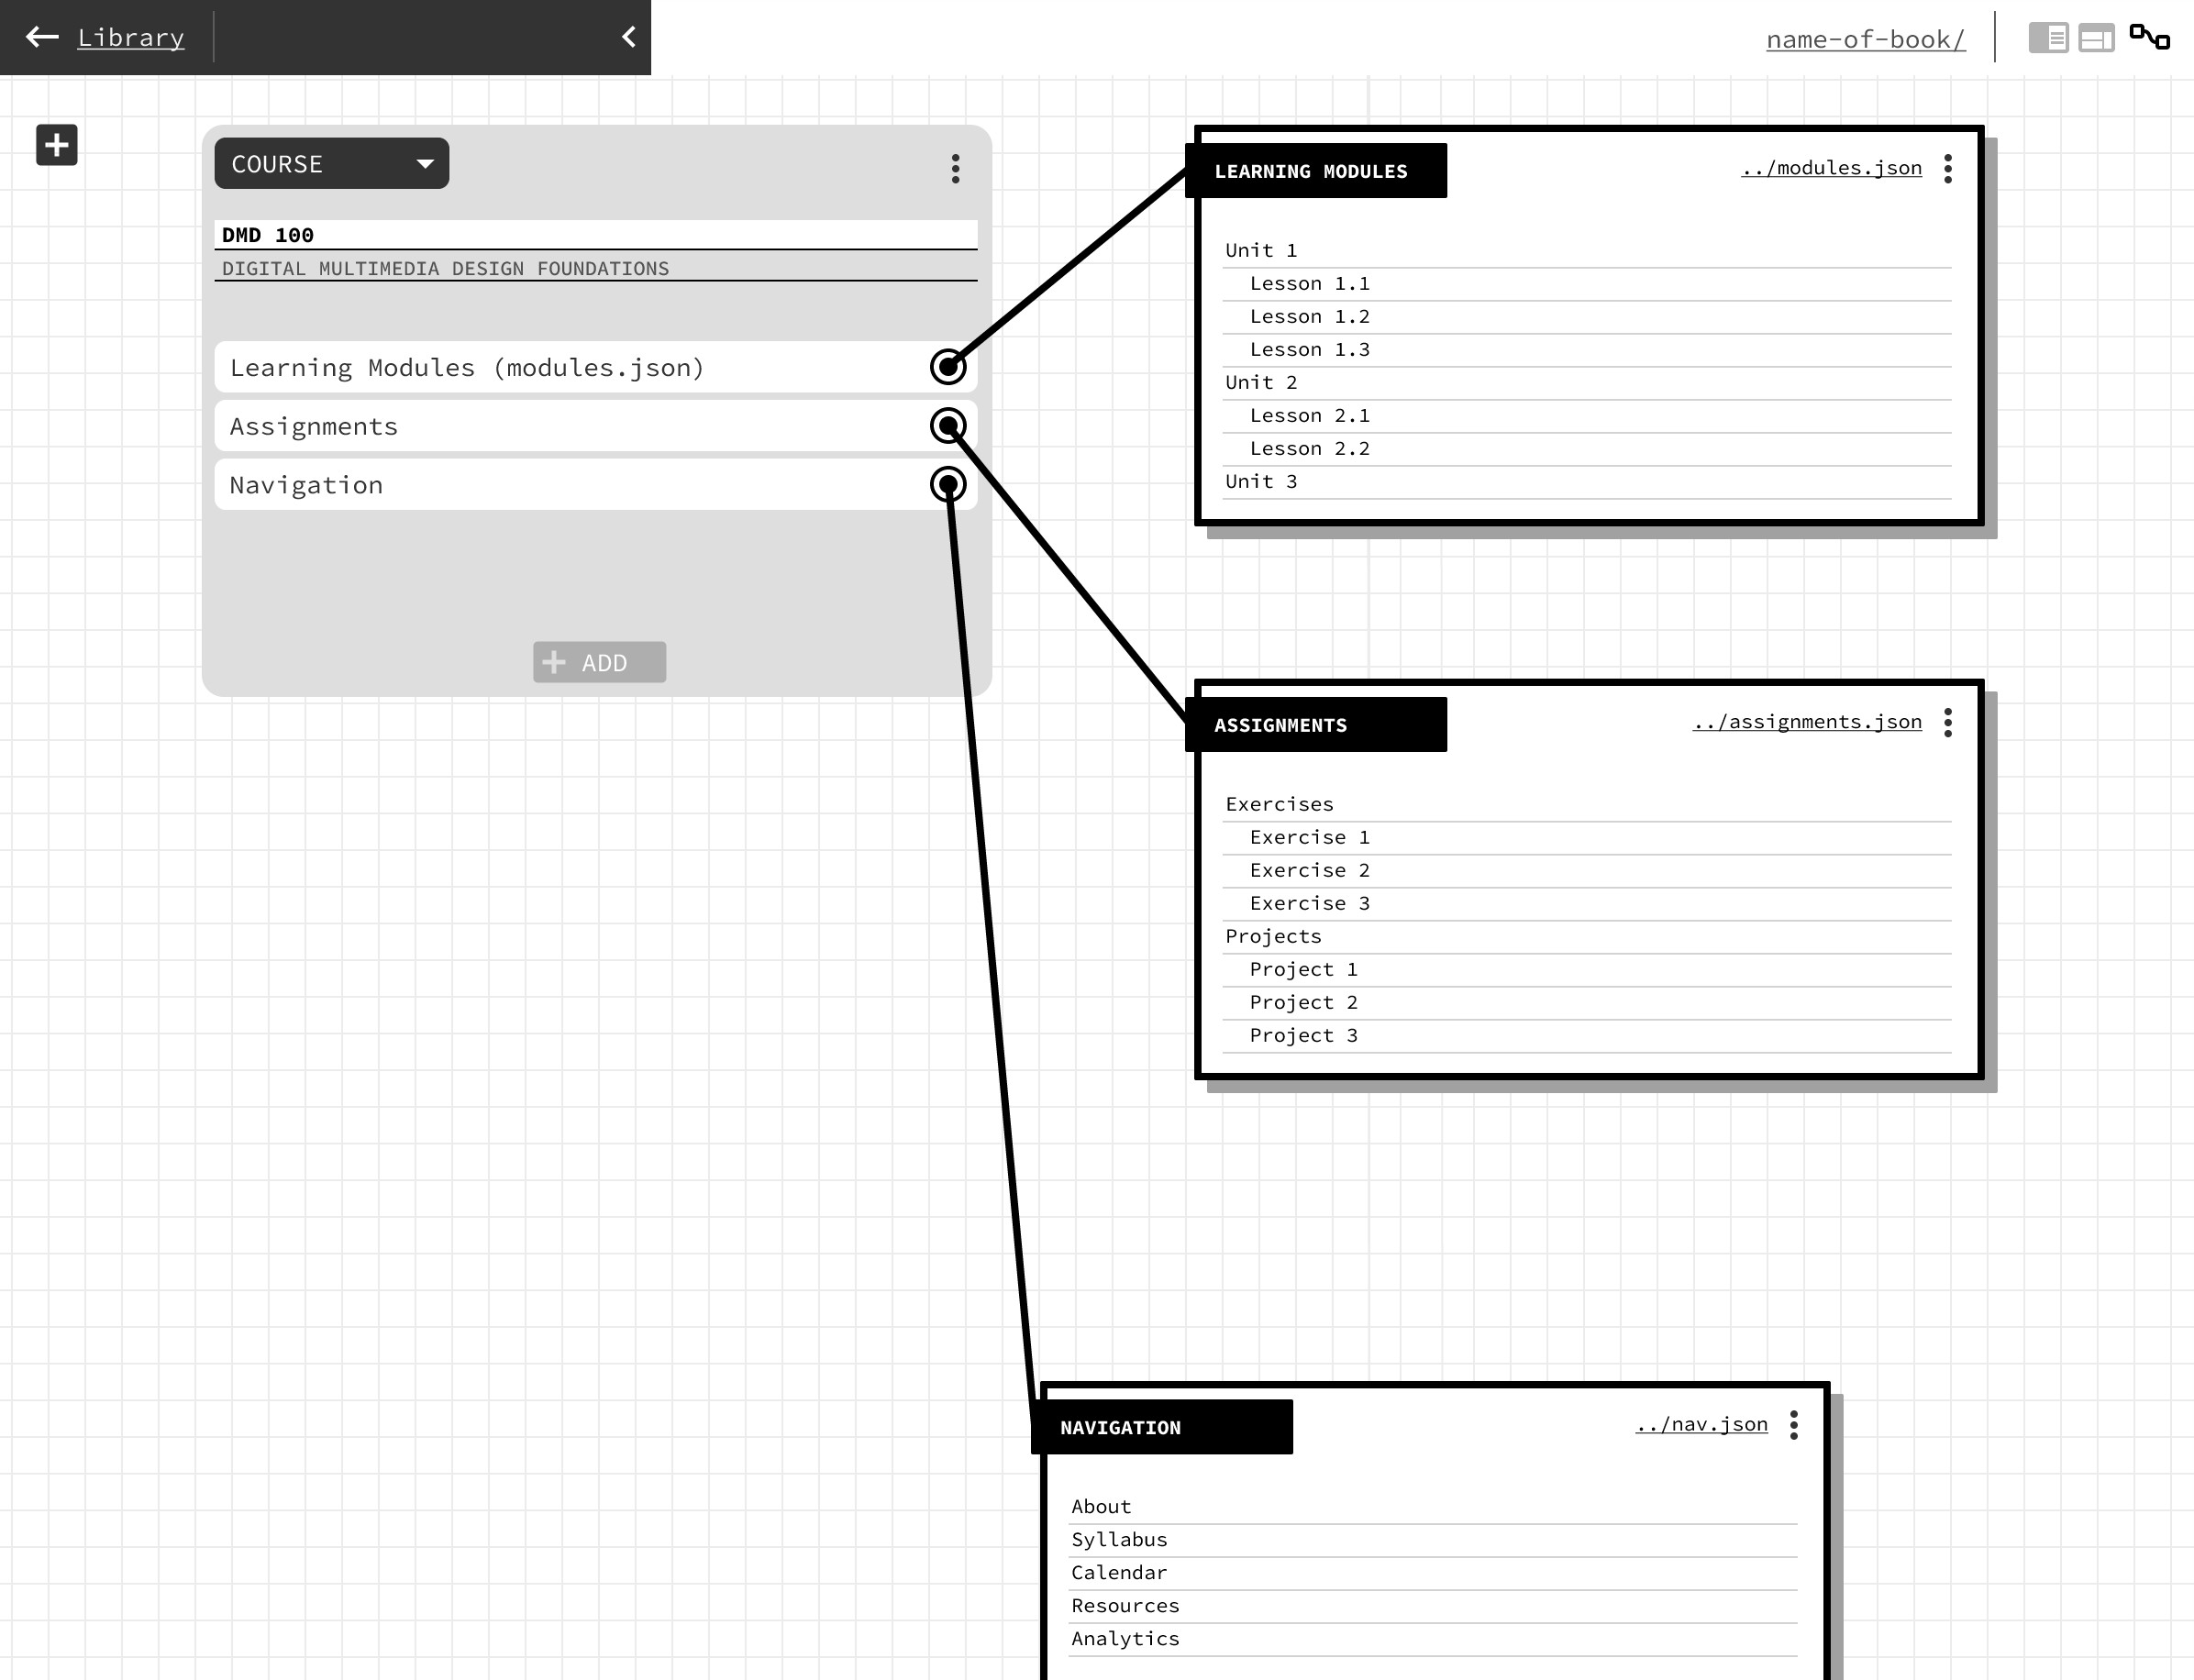 Library
name-of-book/
COURSE
DMD 100
DIGITAL MULTIMEDIA DESIGN FOUNDATIONS
Learning Modules (modules.json)
Assignments
Navigation
ADD
LEARNING MODULES
../modules.json
Unit 1
Lesson 1.1
Lesson 1.2
Lesson 1.3
Unit 2
Lesson 2.1
Lesson 2.2
Unit 3
ASSIGNMENTS
../assignments.json
Exercises
Exercise 1
Exercise 2
Exercise 3
Projects
Project 1
Project 2
Project 3
NAVIGATION
../nav.json
About
Syllabus
Calendar
Resources
Analytics